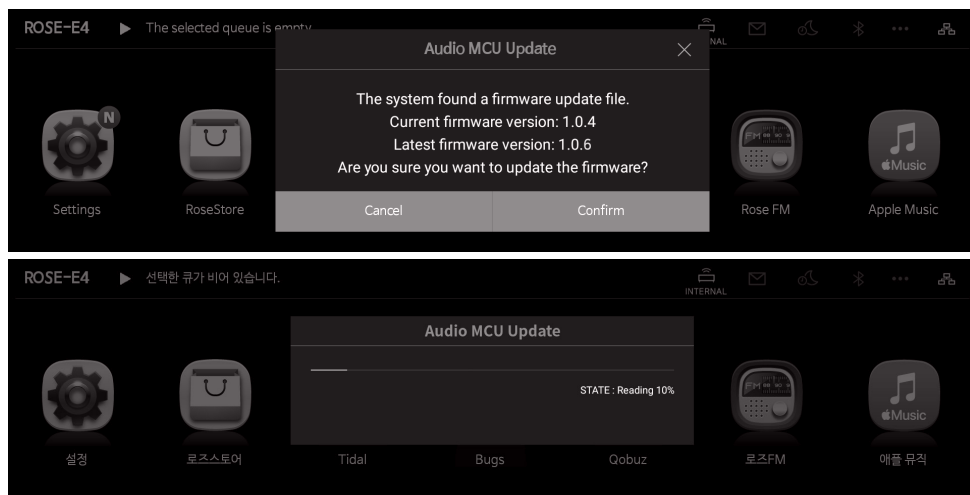 ROSE-E4 ▶ The selected queue is empty
Audio MCU Update
The system found a firmware update file.
Current firmware version: 1.0.4
Latest firmware version: 1.0.6
Are you sure you want to update the firmware?
Cancel Confirm
N
FM
Music
Settings RoseStore Rose FM Apple Music
ROSE-E4 ▶ 선택한 큐가 비어 있습니다.
INTERNAL
Audio MCU Update
STATE : Reading 10%
FM
Music
설정 로즈스토어 Tidal Bugs Qobuz 로즈FM 애플 뮤직